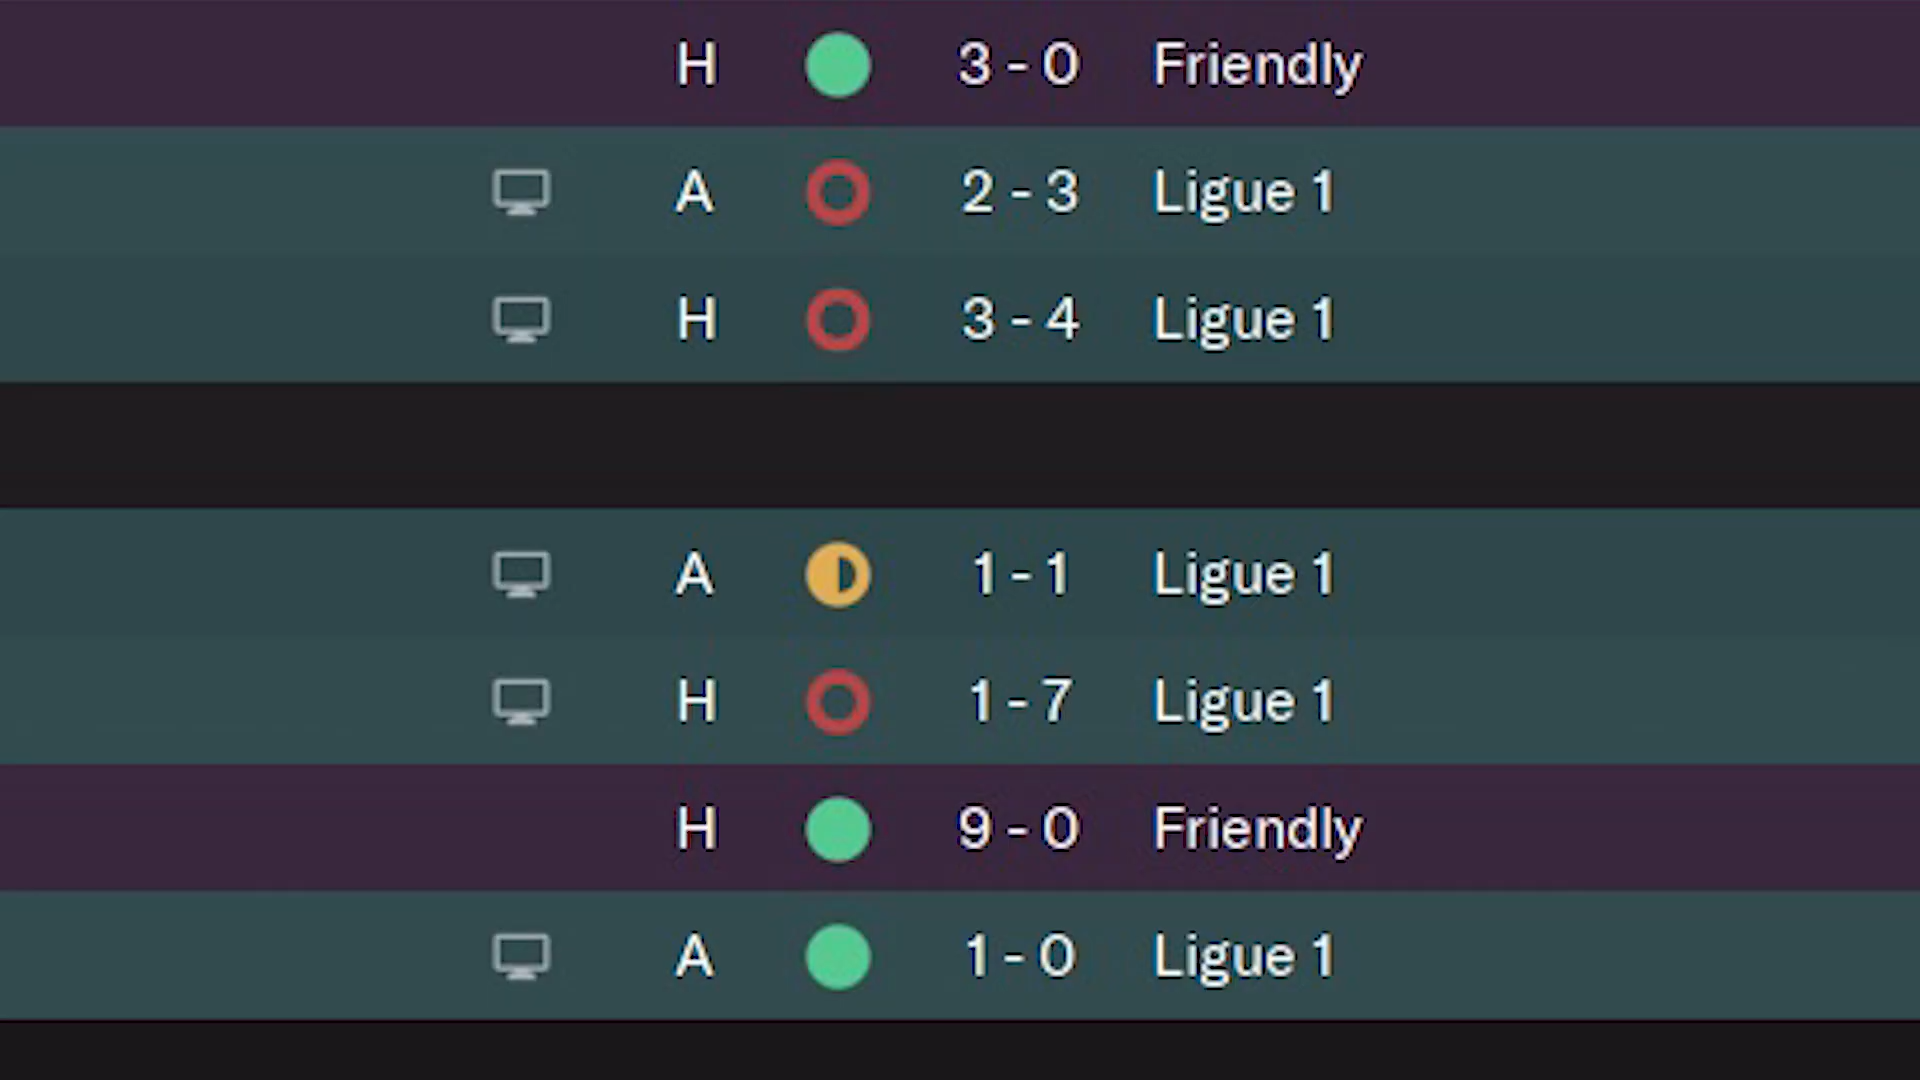 H 3 - 0 Friendly
A 2 - 3 Ligue 1
H 3 - 4 Ligue 1
A 1 - 1 Ligue 1
H 1 - 7 Ligue 1
H 9 - 0 Friendly
A 1 - 0 Ligue 1